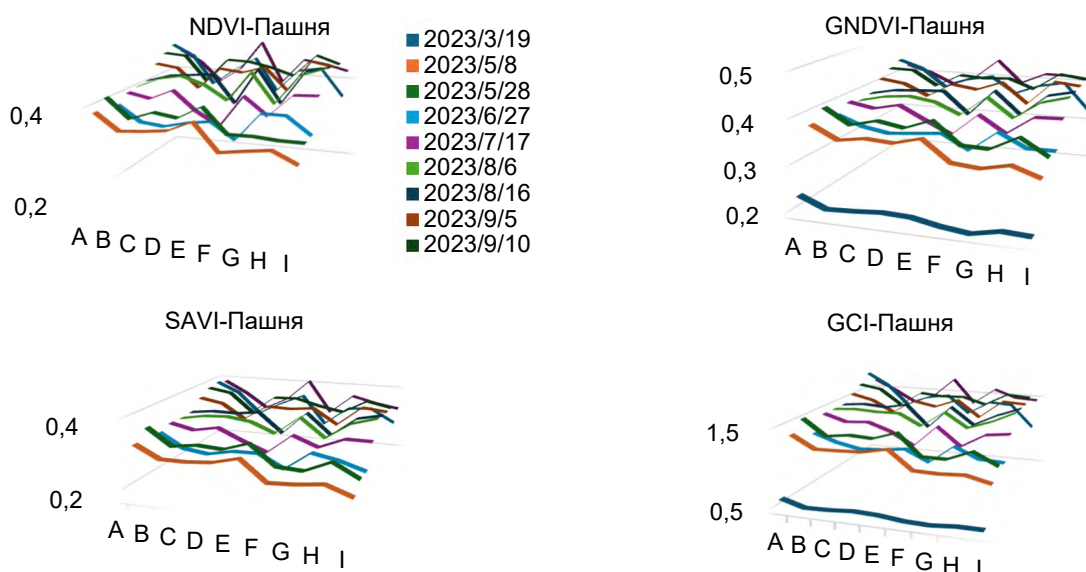 NDVI-Пашня
0,4
0,2
A B C D E F G H I
2023/3/19
2023/5/8
2023/5/28
2023/6/27
2023/7/17
2023/8/6
2023/8/16
2023/9/5
2023/9/10
GNDVI-Пашня
0,5
0,4
0,3
0,2
A B C D E F G H I
SAVI-Пашня
0,4
0,2
A B C D E F G H I
GCI-Пашня
1,5
0,5
A B C D E F G H I